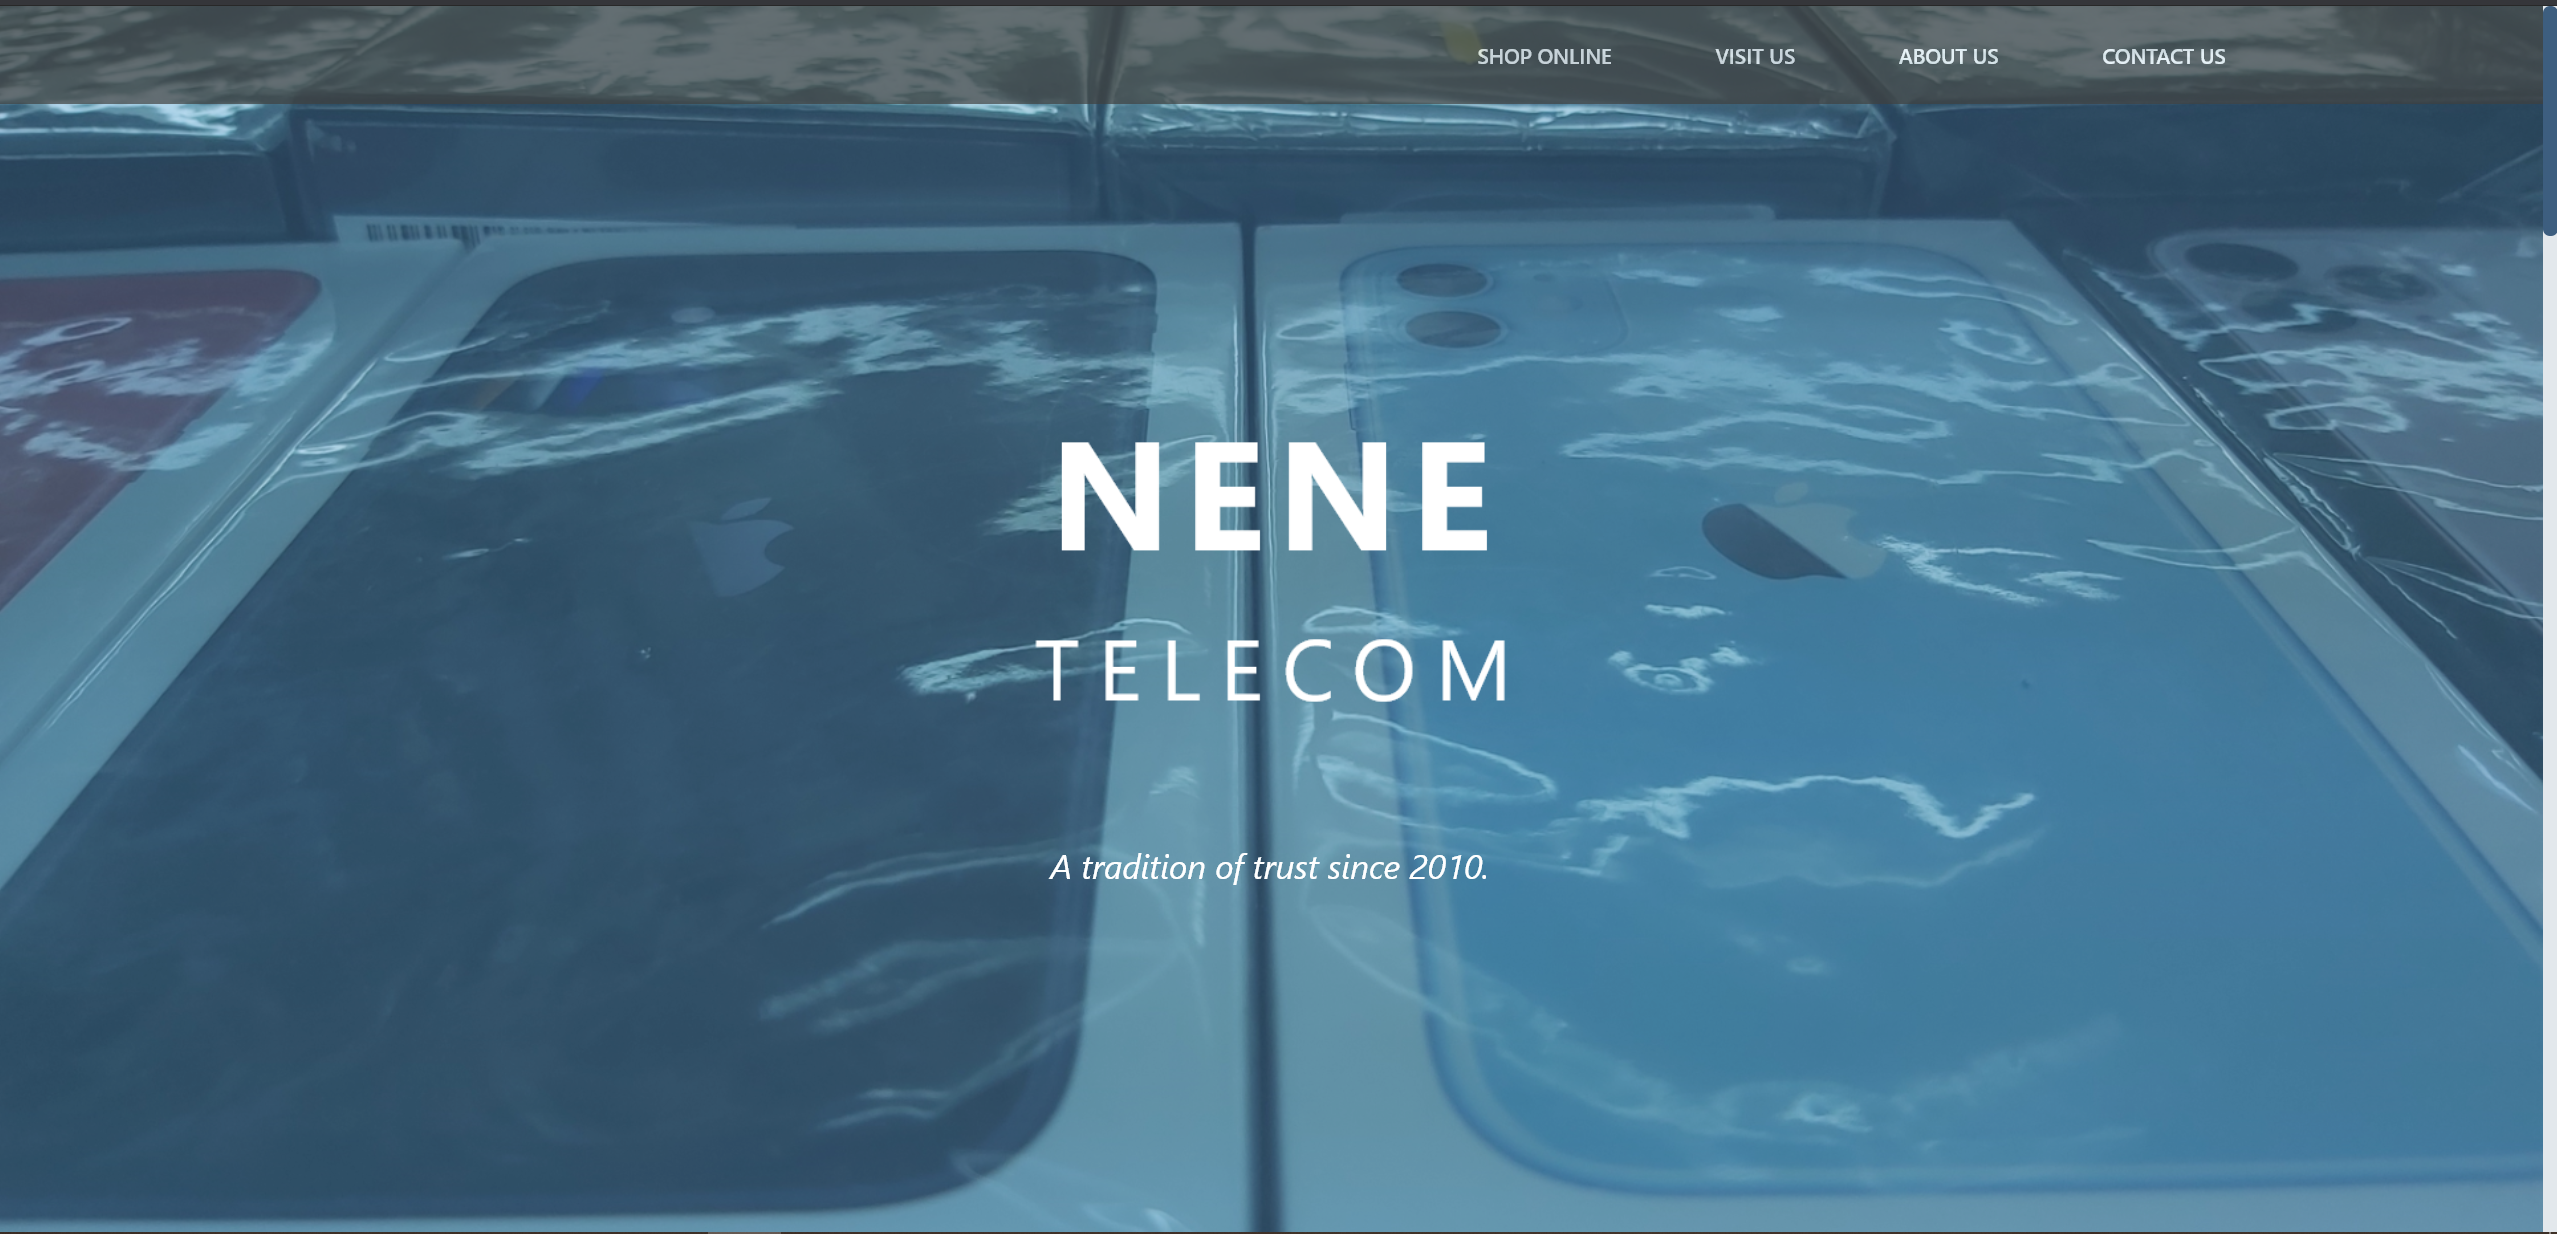 SHOP ONLINE VISIT US ABOUT US CONTACT US
NENE
TELECOM
A tradition of trust since 2010.